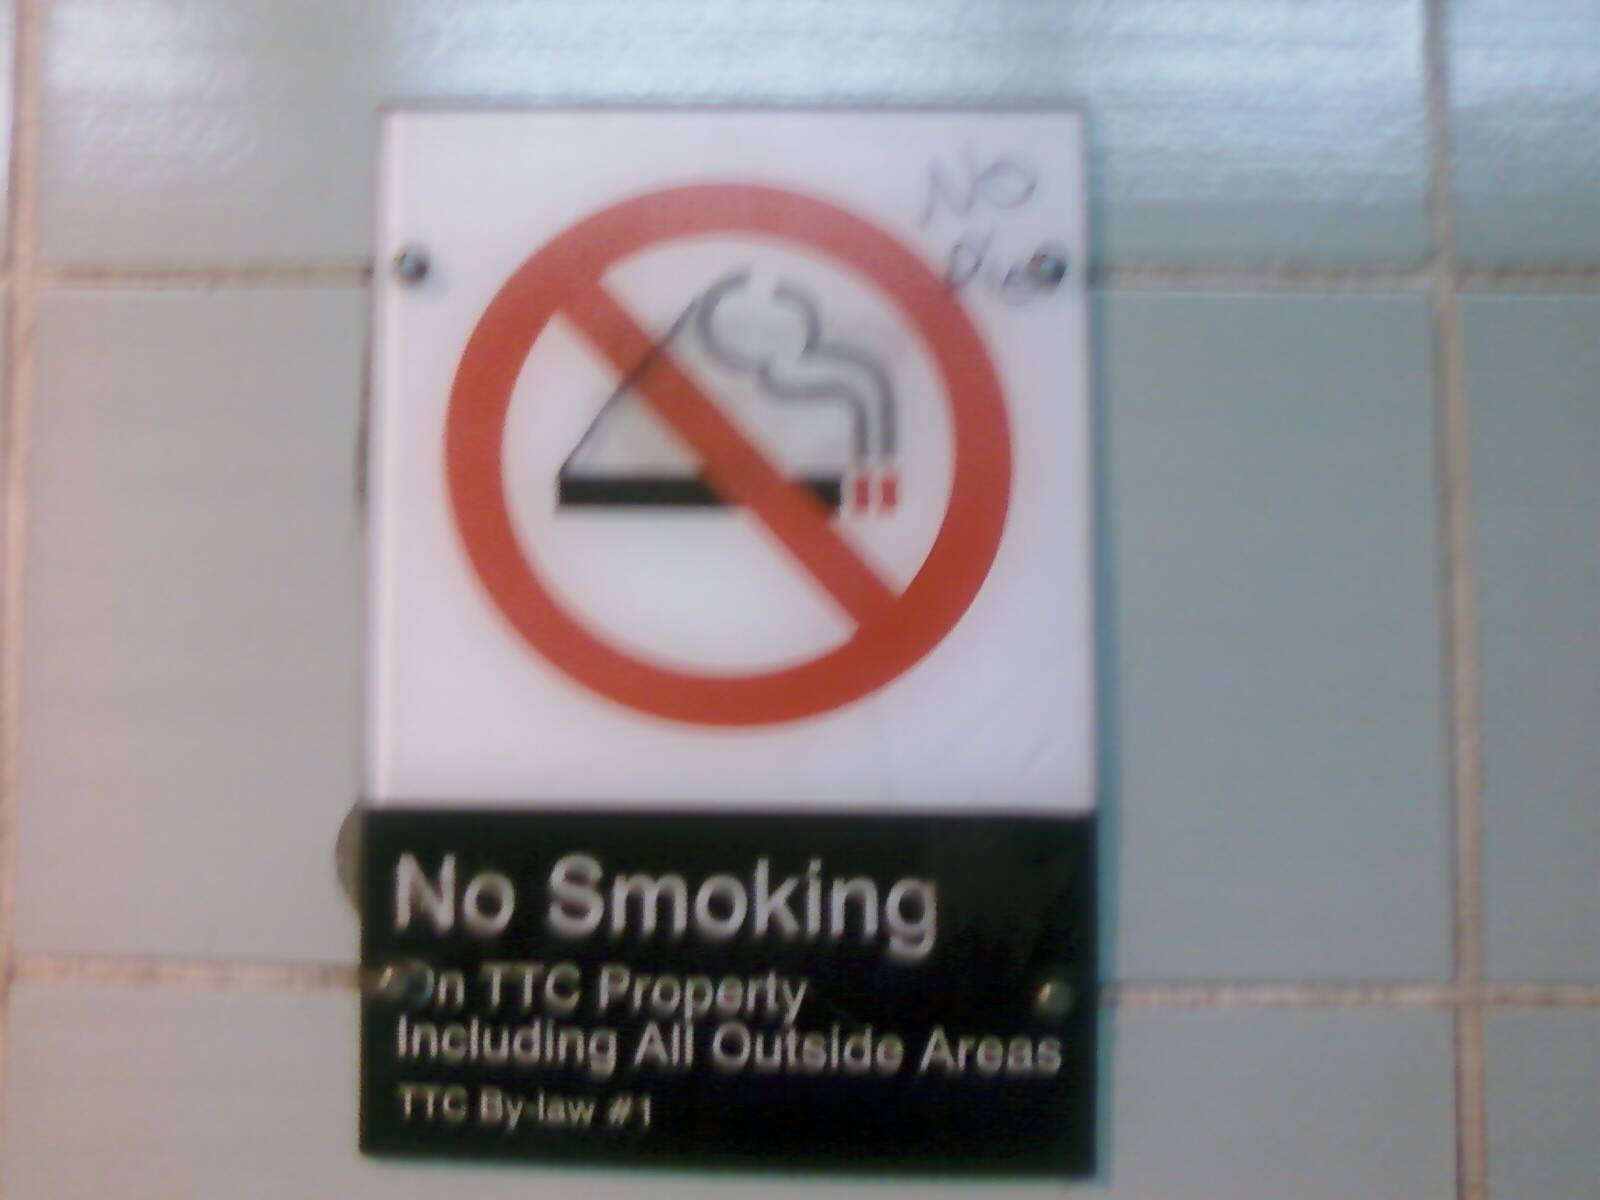 NO
No Smoking
On TTC Property
Including All Outside Areas
TTC By-law #1